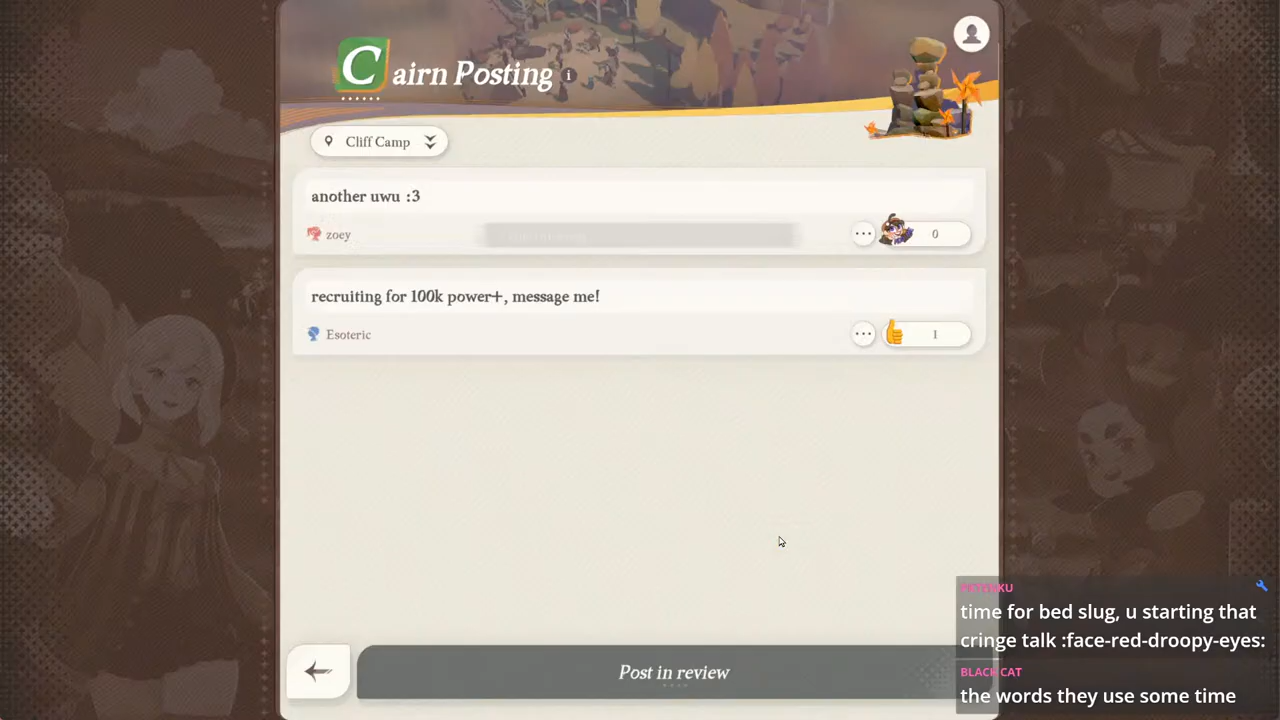 Cairn Posting i
Cliff Camp
another uwu :3
zoey
0
recruiting for 100k power+, message me!
Esoteric
1
Post in review
time for bed slug, u starting that
cringe talk :face-red-droopy-eyes:
BLACK CAT
the words they use some time